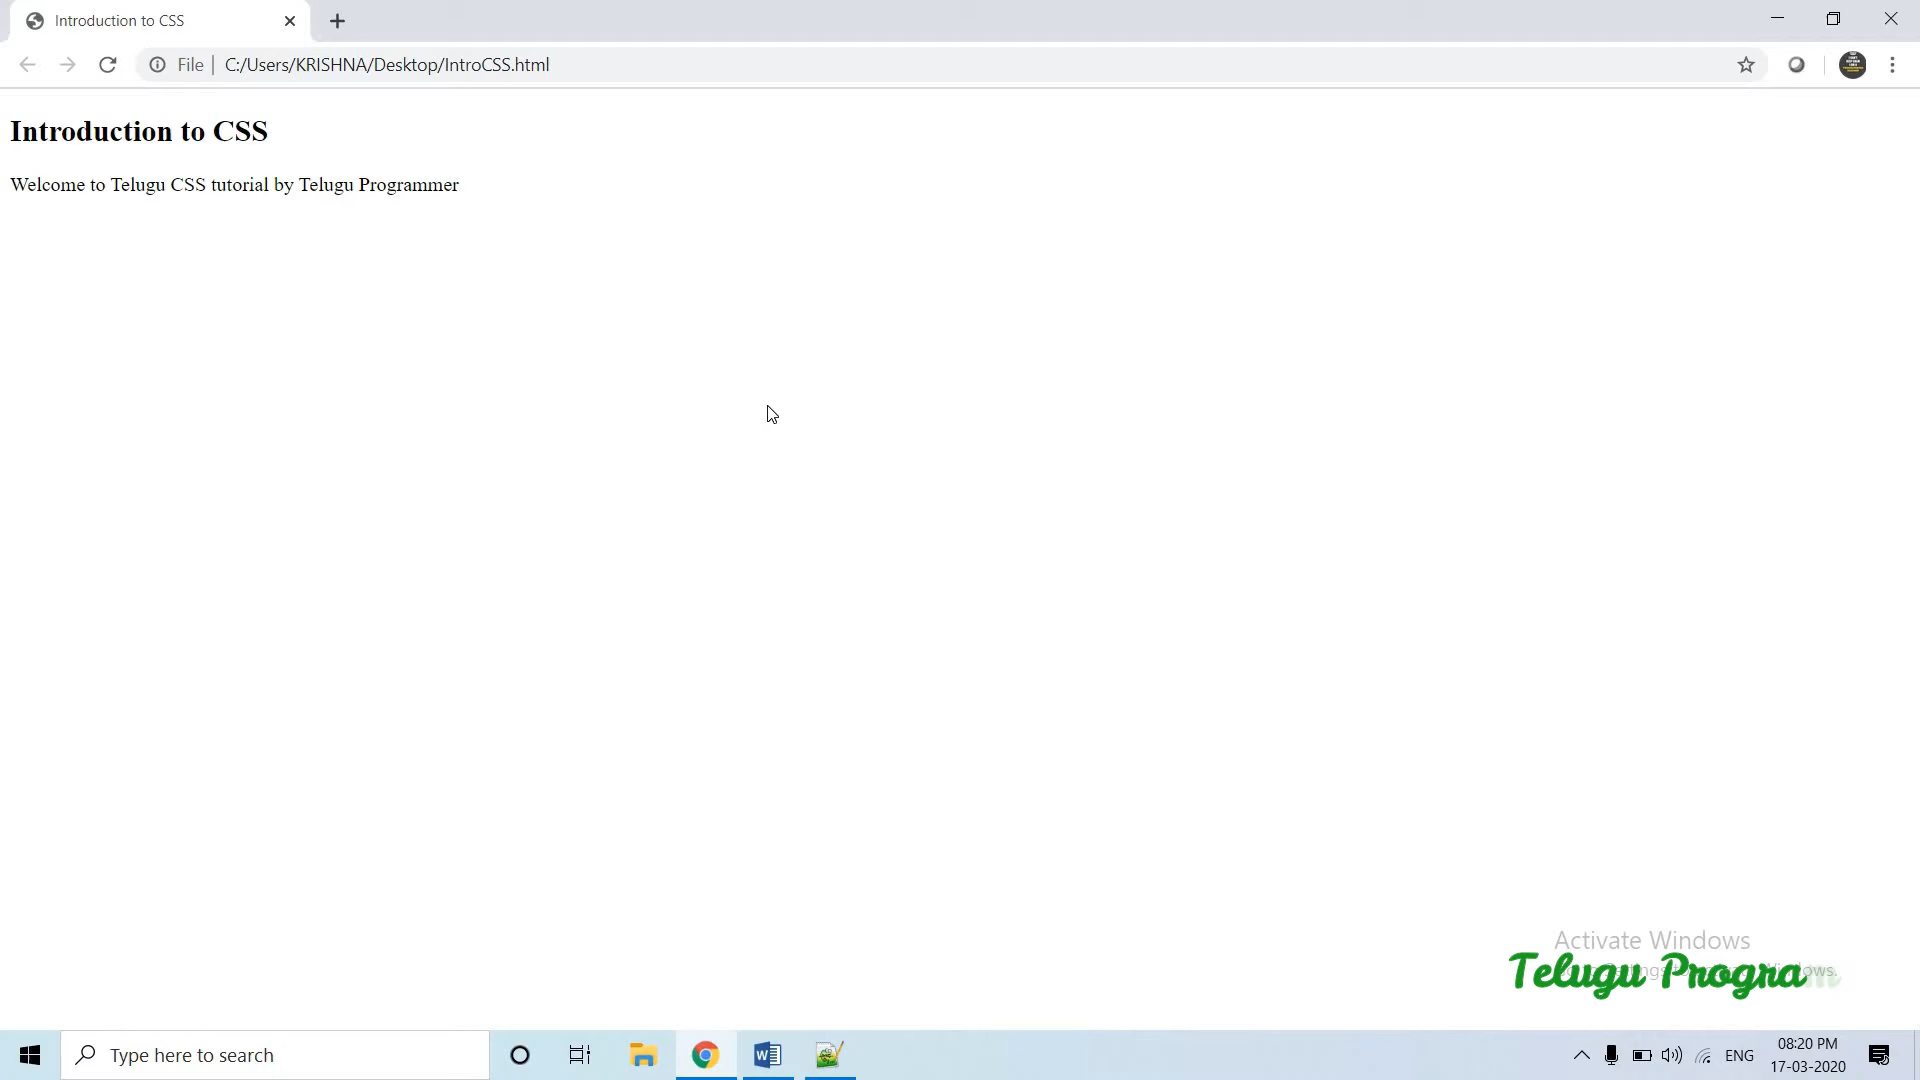 Introduction to CSS
File | C:/Users/KRISHNA/Desktop/IntroCSS.html
Introduction to CSS
Welcome to Telugu CSS tutorial by Telugu Programmer
Activate Windows
Telugu Progra
Type here to search
ENG
08:20 PM
17-03-2020